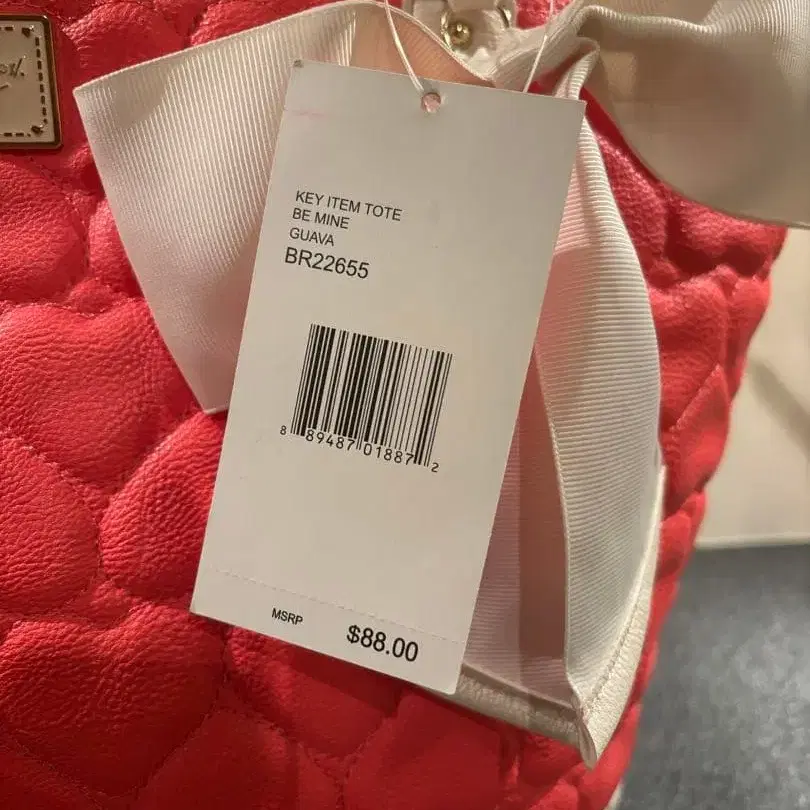 KEY ITEM TOTE
BE MINE
GUAVA
BR22655
8 89487 01887 2
MSRP $88.00